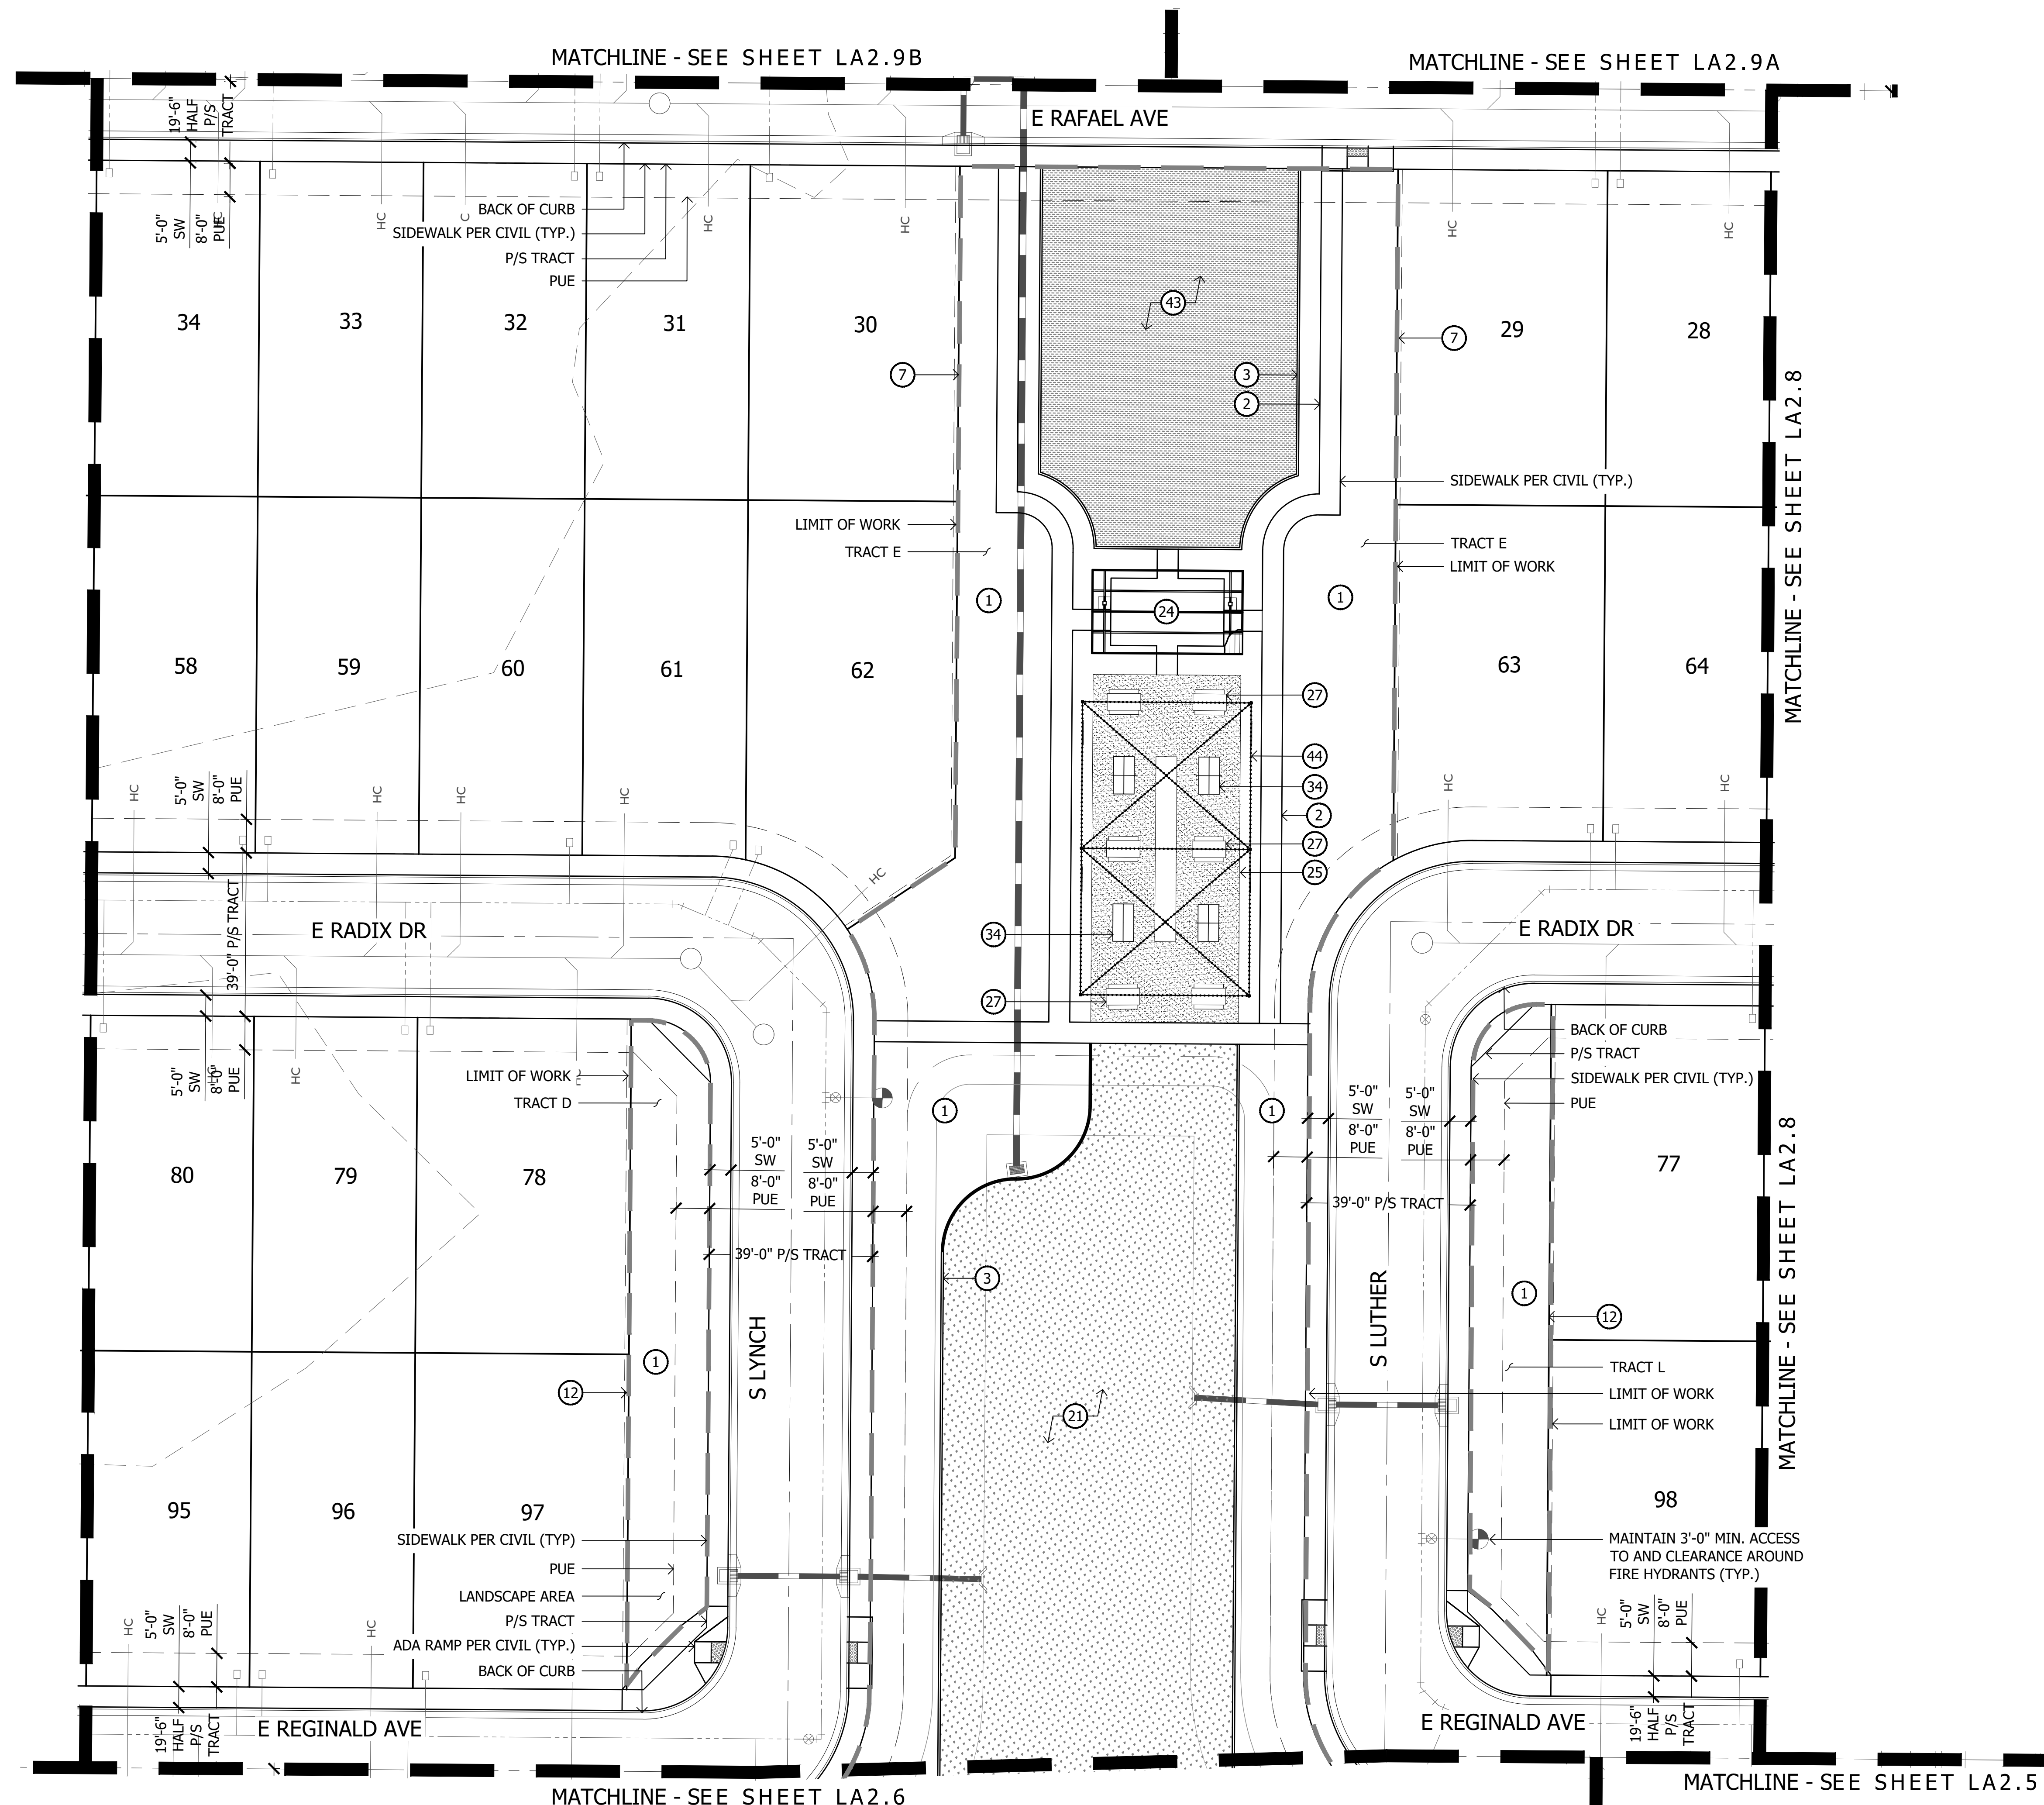 MATCHLINE - SEE SHEET LA2.9B
MATCHLINE - SEE SHEET LA2.9A
E RAFAEL AVE
19'-6"
HALF
P/S
TRACT
5'-0"
SW
8'-0"
PUE
HC
C
HC
HC
HC
HC
HC
BACK OF CURB
SIDEWALK PER CIVIL (TYP.)
P/S TRACT
PUE
34
33
32
31
30
29
28
43
7
7
3
2
SIDEWALK PER CIVIL (TYP.)
LIMIT OF WORK
TRACT E
TRACT E
LIMIT OF WORK
MATCHLINE - SEE SHEET LA2.8
1
1
24
58
59
60
61
62
63
64
27
44
34
2
27
25
34
27
5'-0"
SW
8'-0"
PUE
HC
HC
HC
HC
HC
HC
HC
39'-0" P/S TRACT
E RADIX DR
E RADIX DR
5'-0"
SW
8'-0"
PUE
HC
HC
LIMIT OF WORK
TRACT D
BACK OF CURB
P/S TRACT
SIDEWALK PER CIVIL (TYP.)
PUE
1
1
5'-0"
SW
8'-0"
PUE
5'-0"
SW
8'-0"
PUE
5'-0"
SW
8'-0"
PUE
5'-0"
SW
8'-0"
PUE
80
79
78
77
39'-0" P/S TRACT
39'-0" P/S TRACT
MATCHLINE - SEE SHEET LA2.8
3
1
12
S LYNCH
S LUTHER
1
12
TRACT L
LIMIT OF WORK
LIMIT OF WORK
21
95
96
97
98
SIDEWALK PER CIVIL (TYP)
PUE
LANDSCAPE AREA
P/S TRACT
ADA RAMP PER CIVIL (TYP.)
BACK OF CURB
MAINTAIN 3'-0" MIN. ACCESS
TO AND CLEARANCE AROUND
FIRE HYDRANTS (TYP.)
HC
5'-0"
SW
8'-0"
PUE
HC
HC
5'-0"
SW
8'-0"
PUE
19'-6"
HALF
P/S
TRACT
E REGINALD AVE
E REGINALD AVE
19'-6"
HALF
P/S
TRACT
MATCHLINE - SEE SHEET LA2.6
MATCHLINE - SEE SHEET LA2.5